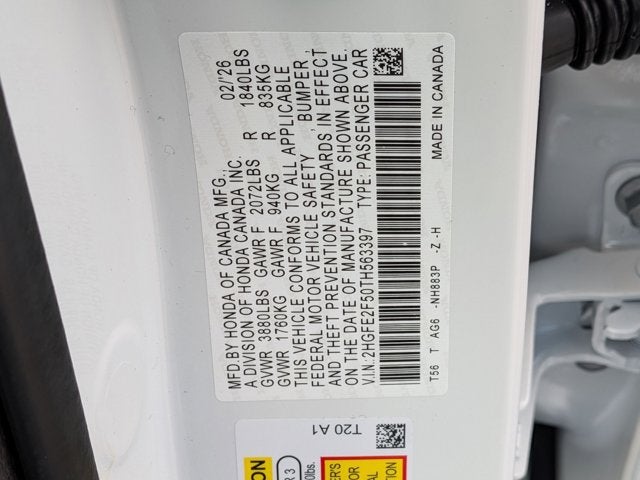 MFD BY HONDA OF CANADA MFG., 02/'26
A DIVISION OF HONDA CANADA INC.
GVWR 3880LBS GAWR F 2072LBS R 1840LBS
GVWR 1760KG GAWR F 940KG R 835KG
THIS VEHICLE CONFORMS TO ALL APPLICABLE
FEDERAL MOTOR VEHICLE SAFETY , BUMPER ,
AND THEFT PREVENTION STANDARDS IN EFFECT
ON THE DATE OF MANUFACTURE SHOWN ABOVE.
V.I.N.:2HGFE2F50TH563397 TYPE: PASSENGER CAR
T56 T AG6 -NH883P -Z -H MADE IN CANADA
T20 A1